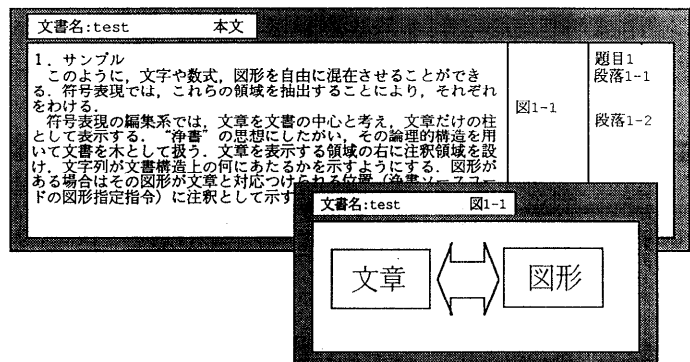 文書名:test 本文
1．サンプル
このように，文字や数式，図形を自由に混在させることができ
る．符号表現では，これらの領域を抽出することにより，それぞれ
をわける．
符号表現の編集系では，文章を文書の中心と考え，文章だけの柱
として表示する．“浄書”の思想にしたがい，その論理的構造を用
いて文書を木として扱う．文章を表示する領域の右に注釈領域を設
け，文字列が文書構造上の何にあたるかを示すようにする．図形が
ある場合はその図形が文章と対応つけられる位置（浄書ソースコー
ドの図形指定指令）に注釈として示す
図1-1
題目1
段落1-1
段落1-2
文書名:test 図1-1
文章
図形